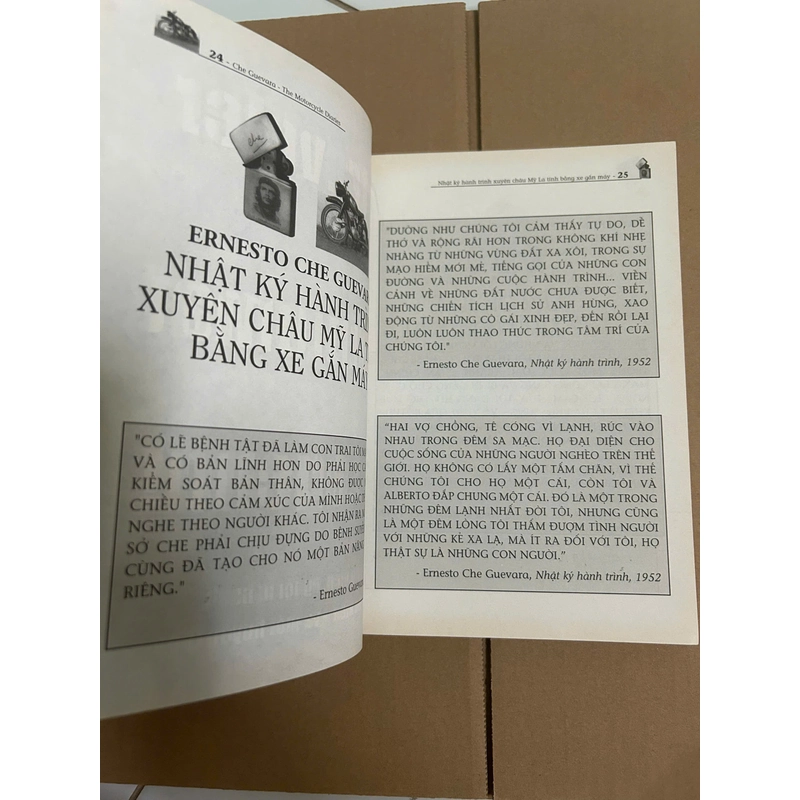 24 - Che Guevara - The Motorcycle Diaries
che
ERNESTO CHE GUEVA
NHẬT KÝ HÀNH TRÌ
XUYÊN CHÂU MỸ LA T
BẰNG XE GẮN MÁ
"CÓ LẼ BỆNH TẬT ĐÃ LÀM CON TRAI TÔI
VÀ CÓ BẢN LĨNH HƠN DO PHẢI HỌC
KIỂM SOÁT BẢN THÂN, KHÔNG ĐƯỢC
CHIỀU THEO CẢM XÚC CỦA MÌNH HOẶC
NGHE THEO NGƯỜI KHÁC. TÔI NHẬN RA
SỞ CHE PHẢI CHỊU ĐỰNG DO BỆNH SUY
CŨNG ĐÃ TẠO CHO NÓ MỘT BẢN NĂNG
RIÊNG."
- Ernesto Guevar
Nhật ký hành trình xuyên châu Mỹ La tinh bằng xe gắn máy - 25
"DƯỜNG NHƯ CHÚNG TÔI CẢM THẤY TỰ DO, DỄ
THỞ VÀ RỘNG RÃI HƠN TRONG KHÔNG KHÍ NHẸ
NHÀNG TỪ NHỮNG VÙNG ĐẤT XA XÔI, TRONG SỰ
MẠO HIỂM MỚI MẺ, TIẾNG GỌI CỦA NHỮNG CON
ĐƯỜNG VÀ NHỮNG CUỘC HÀNH TRÌNH... VIỄN
CẢNH VỀ NHỮNG ĐẤT NƯỚC CHƯA ĐƯỢC BIẾT,
NHỮNG CHIẾN TÍCH LỊCH SỬ ANH HÙNG, XAO
ĐỘNG TỪ NHỮNG CÔ GÁI XINH ĐẸP, ĐẾN RỒI LẠI
ĐI, LUÔN LUÔN THAO THỨC TRONG TÂM TRÍ CỦA
CHÚNG TÔI."
- Ernesto Che Guevara, Nhật ký hành trình, 1952
"HAI VỢ CHỒNG, TÊ CÓNG VÌ LẠNH, RÚC VÀO
NHAU TRONG ĐÊM SA MẠC. HỌ ĐẠI DIỆN CHO
CUỘC SỐNG CỦA NHỮNG NGƯỜI NGHÈO TRÊN THẾ
GIỚI. HỌ KHÔNG CÓ LẤY MỘT TẤM CHĂN, VÌ THẾ
CHÚNG TÔI CHO HỌ MỘT CÁI, CÒN TÔI VÀ
ALBERTO ĐẮP CHUNG MỘT CÁI. ĐÓ LÀ MỘT TRONG
NHỮNG ĐÊM LẠNH NHẤT ĐỜI TÔI, NHƯNG CŨNG
LÀ MỘT ĐÊM LÒNG TÔI THẤM ĐƯỢM TÌNH NGƯỜI
VỚI NHỮNG KẺ XA LẠ, MÀ ÍT RA ĐỐI VỚI TÔI, HỌ
THẬT SỰ LÀ NHỮNG CON NGƯỜI."
- Ernesto Che Guevara, Nhật ký hành trình, 1952